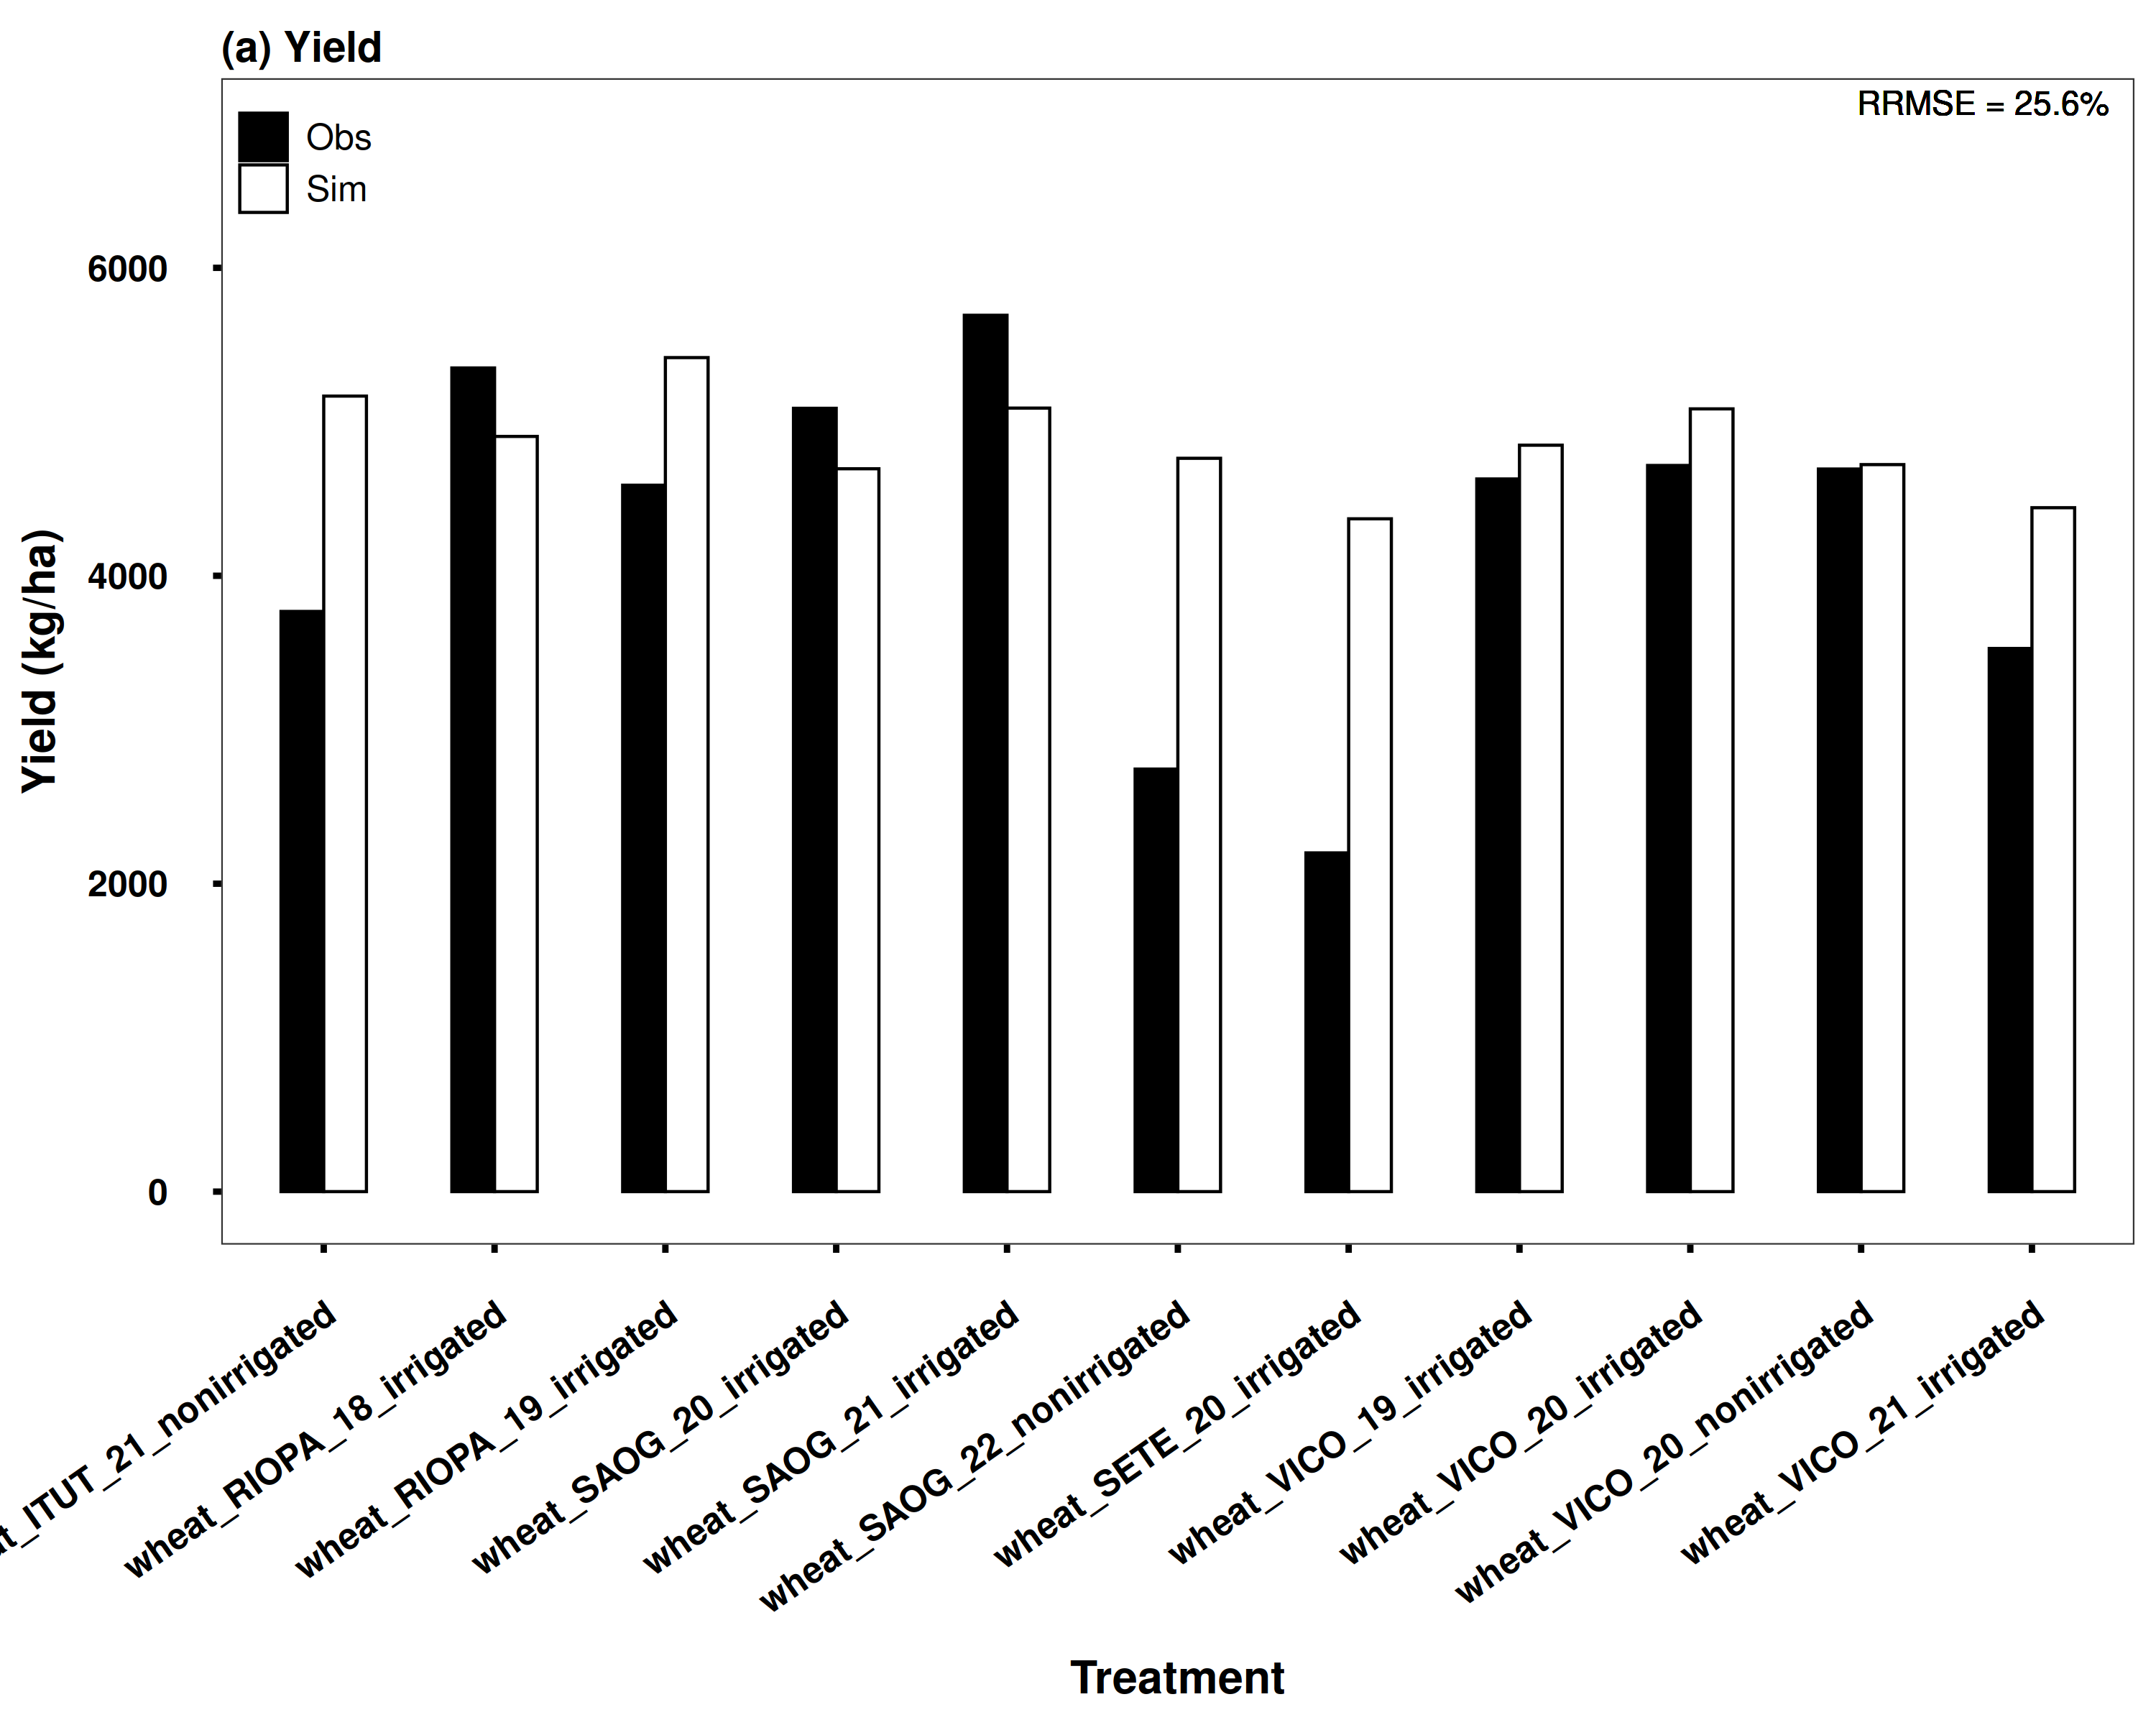 (a) Yield
RRMSE = 25.6%
Obs
Sim
6000
4000
2000
0
Yield (kg/ha)
t_ITUT_21_nonirrigated
wheat_RIOPA_18_irrigated
wheat_RIOPA_19_irrigated
wheat_SAOG_20_irrigated
wheat_SAOG_21_irrigated
wheat_SAOG_22_nonirrigated
wheat_SETE_20_irrigated
wheat_VICO_19_irrigated
wheat_VICO_20_irrigated
wheat_VICO_20_nonirrigated
wheat_VICO_21_irrigated
Treatment